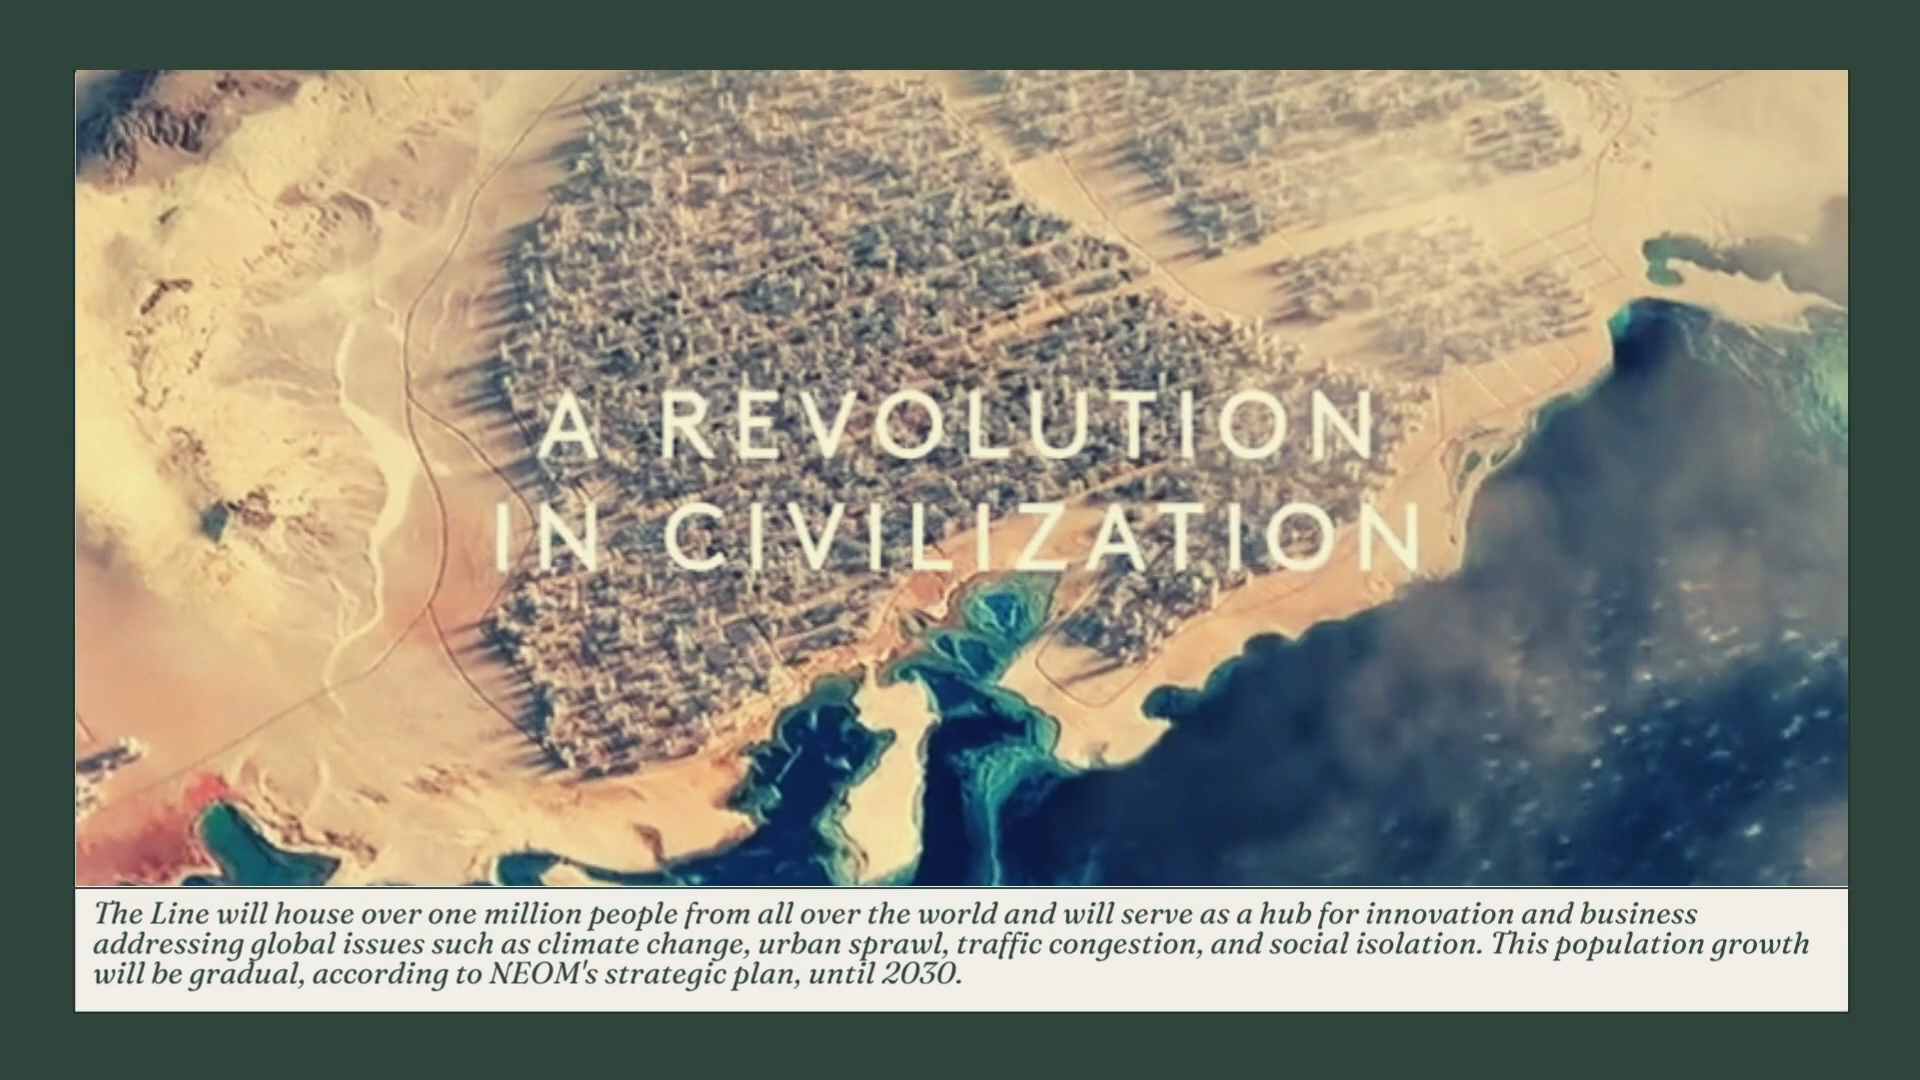 A REVOLUTION
IN CIVILIZATION
The Line will house over one million people from all over the world and will serve as a hub for innovation and business
addressing global issues such as climate change, urban sprawl, traffic congestion, and social isolation. This population growth
will be gradual, according to NEOM's strategic plan, until 2030.